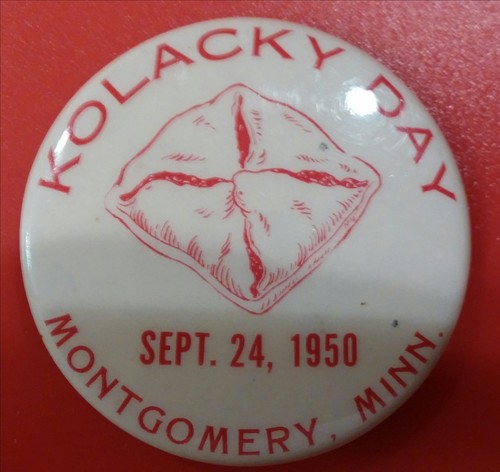 KOLACKY DAY
SEPT. 24, 1950
MONTGOMERY, MINN.